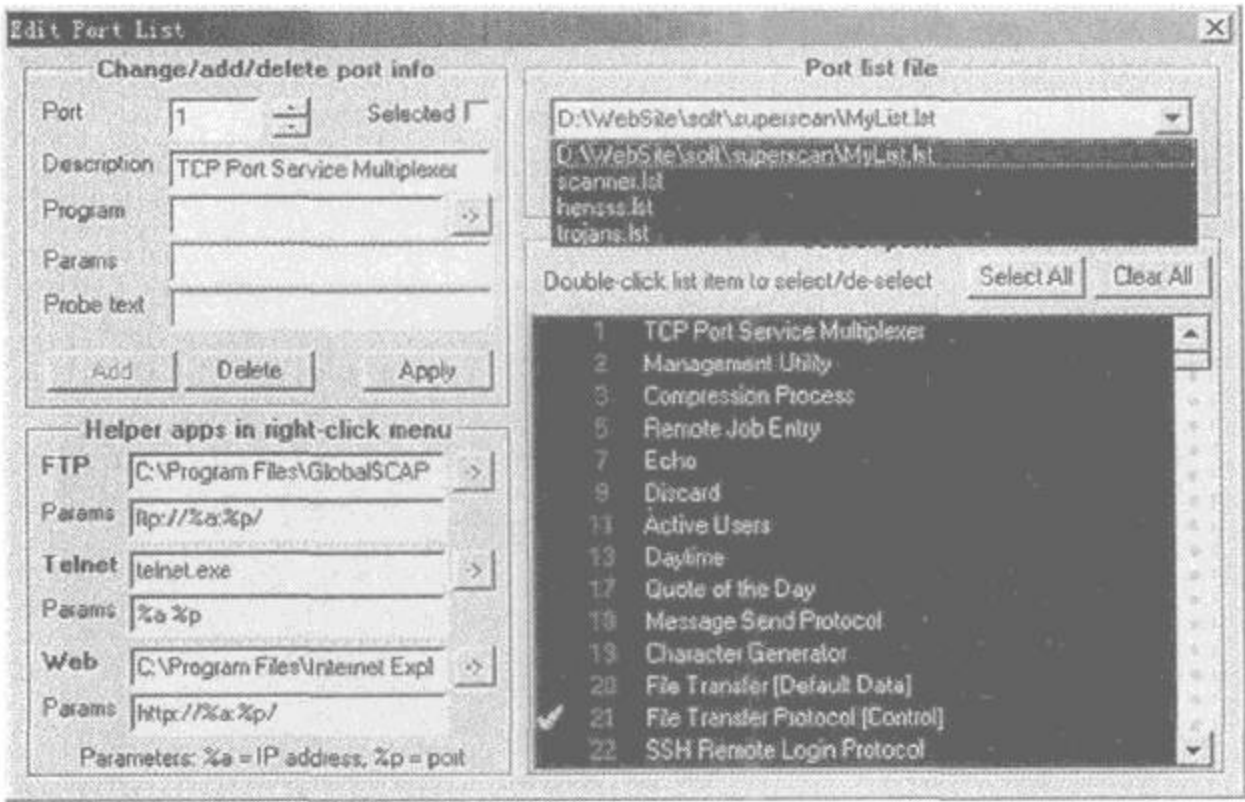 Edit Port List
Change/add/delete port info
Port
1
Selected
Description
TCP Port Service Multiplexer
Program
->
Params
Probe text
Add
Delete
Apply
Helper apps in right-click menu
FTP
C:\Program Files\GlobalSCAP
->
Params
ftp://%a:%p/
Telnet
telnet.exe
->
Params
%a %p
Web
C:\Program Files\Internet Expl
->
Params
http://%a:%p/
Parameters: %a = IP address, %p = port
Port list file
D:\WebSite\soft\superscan\MyList.lst
D:\WebSite\soft\superscan\MyList.lst
scanner.lst
hensss.lst
trojans.lst
Double-click list item to select/de-select
Select All
Clear All
1 TCP Port Service Multiplexer
2 Management Utility
3 Compression Process
5 Remote Job Entry
7 Echo
9 Discard
11 Active Users
13 Daytime
17 Quote of the Day
18 Message Send Protocol
19 Character Generator
20 File Transfer [Default Data]
21 File Transfer Protocol [Control]
22 SSH Remote Login Protocol